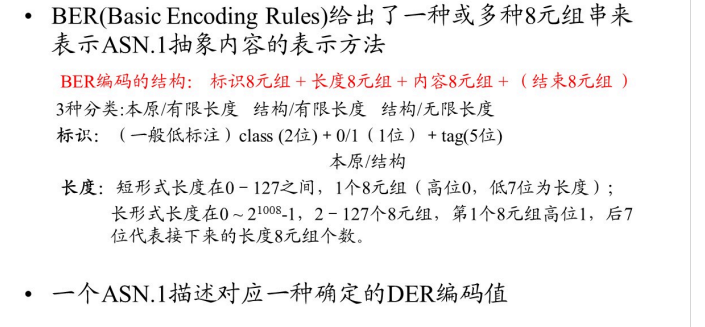 • BER(Basic Encoding Rules)给出了一种或多种8元组串来
表示ASN.1抽象内容的表示方法
BER编码的结构： 标识8元组 + 长度8元组 + 内容8元组 + （结束8元组 ）
3种分类:本原/有限长度 结构/有限长度 结构/无限长度
标识：（一般低标注）class (2位) + 0/1（1位） + tag(5位)
本原/结构
长度：短形式长度在0－127之间，1个8元组（高位0，低7位为长度）；
长形式长度在0 ~ 2¹⁰⁰⁸-1，2－127个8元组，第1个8元组高位1，后7
位代表接下来的长度8元组个数。
• 一个ASN.1描述对应一种确定的DER编码值